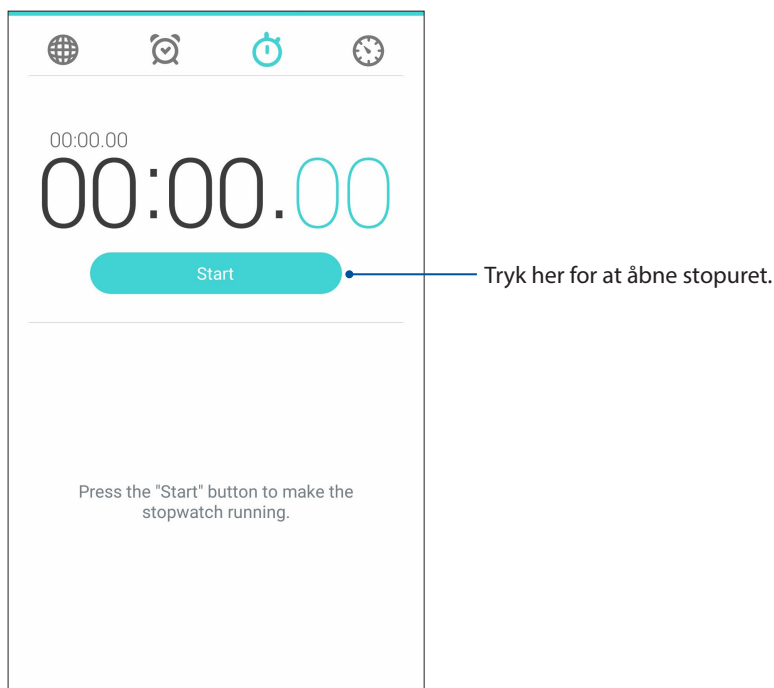 00:00.00
00:00.00
Start
Tryk her for at åbne stopuret.
Press the "Start" button to make the
stopwatch running.